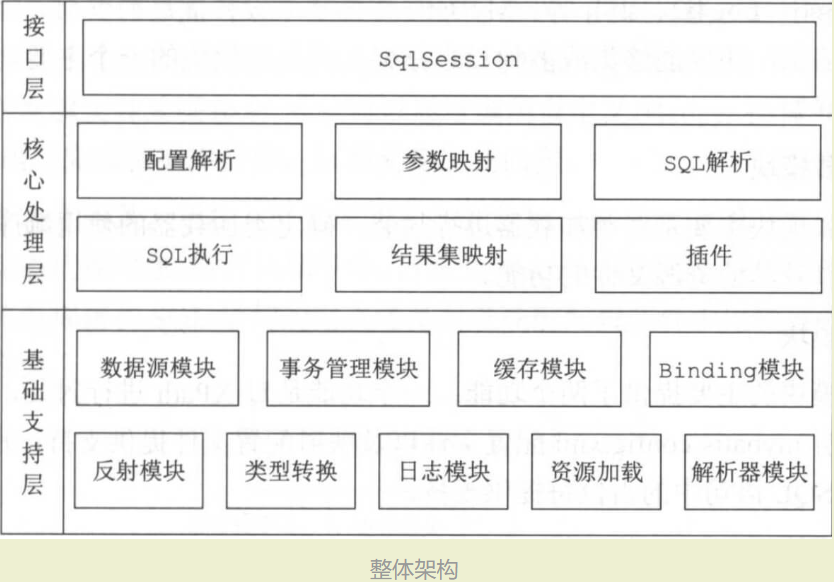 接口层
SqlSession
核心处理层
配置解析
参数映射
SQL解析
SQL执行
结果集映射
插件
基础支持层
数据源模块
事务管理模块
缓存模块
Binding模块
反射模块
类型转换
日志模块
资源加载
解析器模块
整体架构